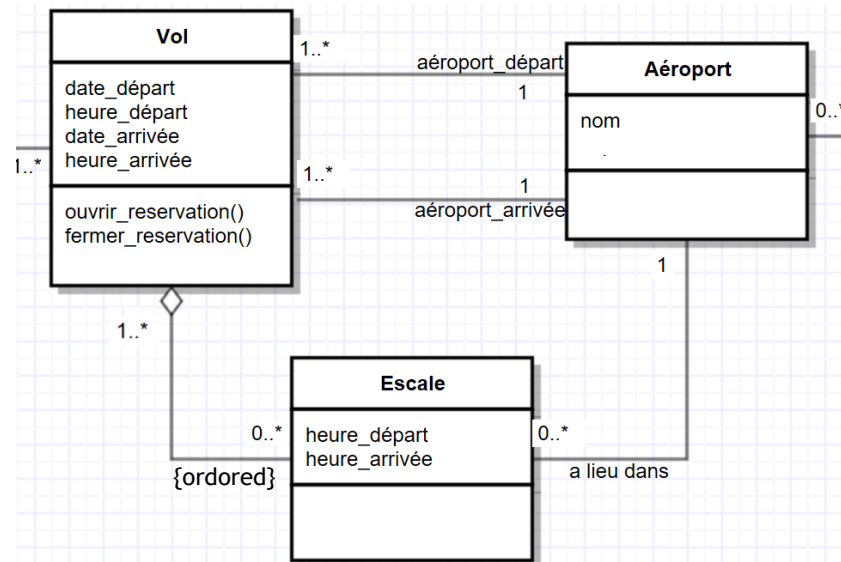 Vol
date_départ
heure_départ
date_arrivée
heure_arrivée
ouvrir_reservation()
fermer_reservation()
1..*
1..*
1..*
aéroport_départ
1
1
aéroport_arrivée
Aéroport
nom
0..*
1
1..*
Escale
heure_départ
heure_arrivée
0..*
{ordored}
0..*
a lieu dans